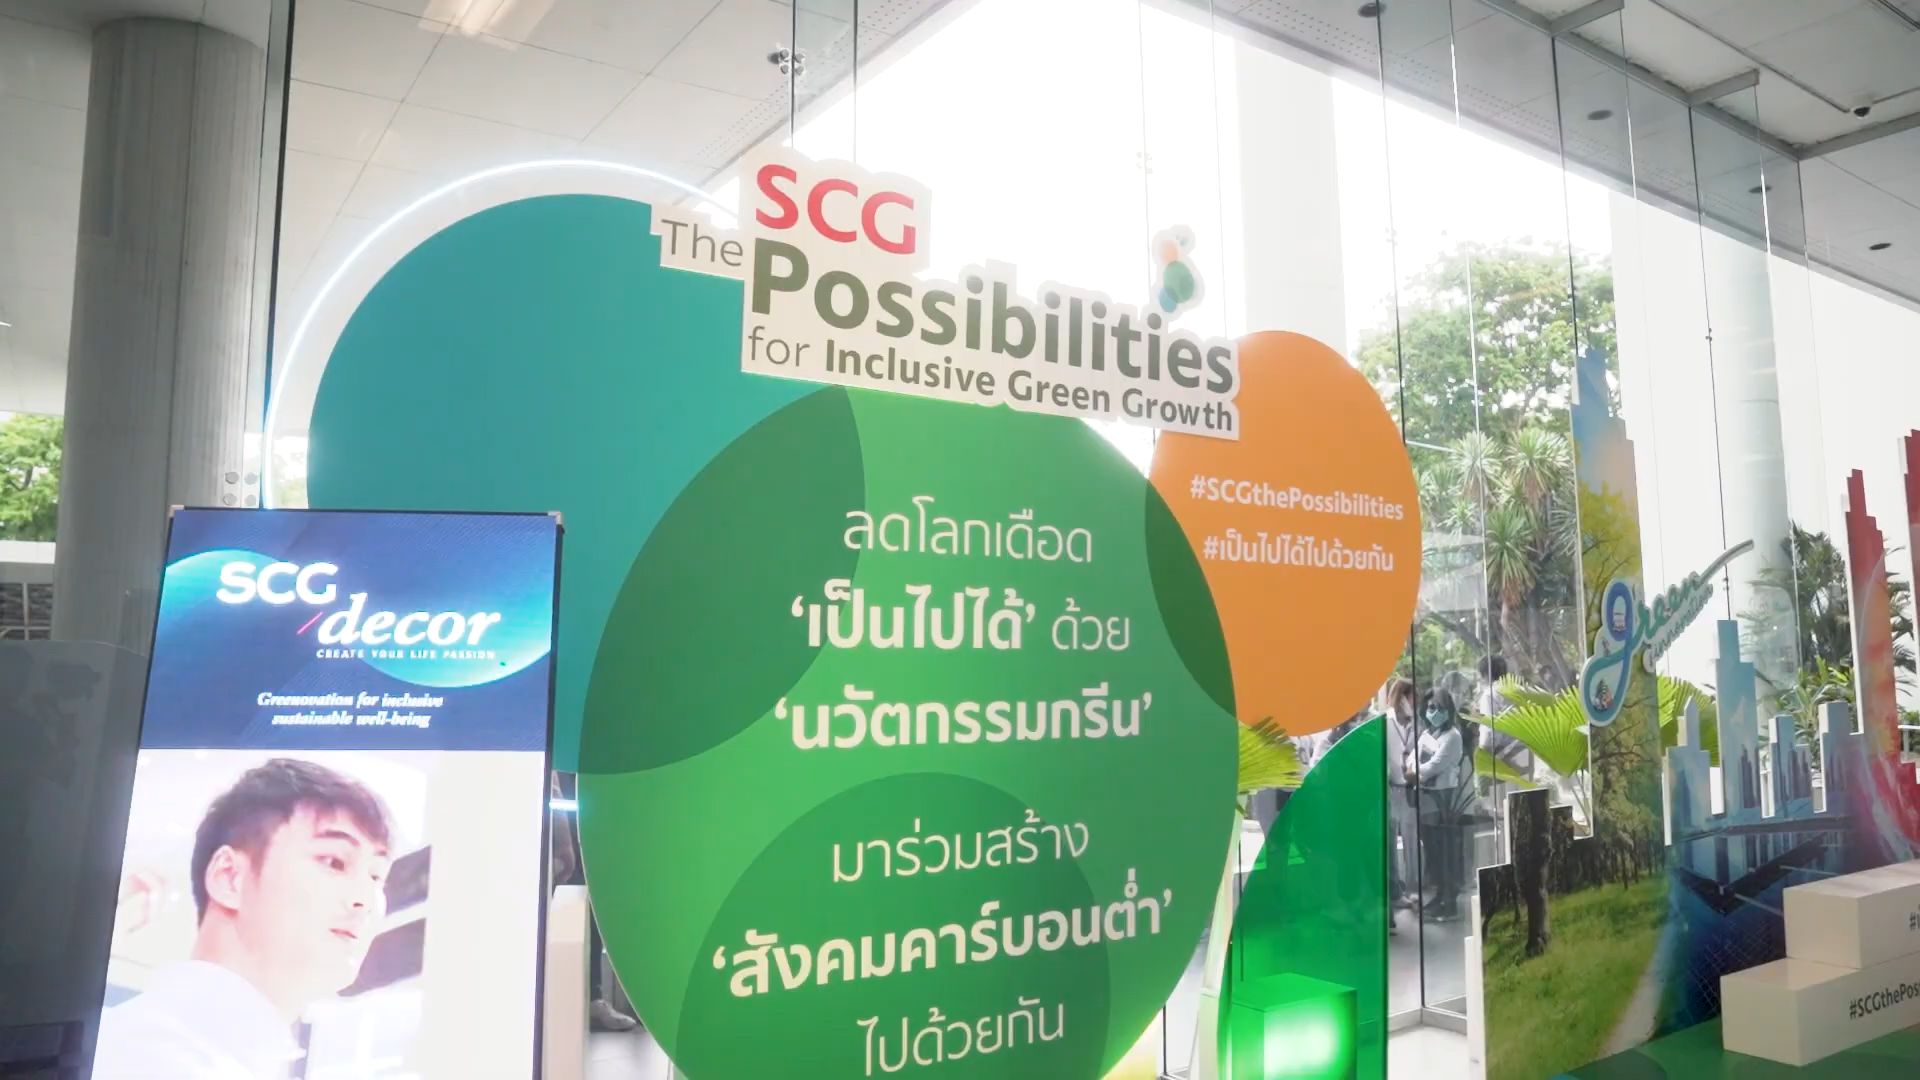 SCG
The Possibilities
for Inclusive Green Growth
#SCGthePossibilities
#เป็นไปได้ไปด้วยกัน
ลดโลกเดือด
‘เป็นไปได้’ ด้วย
‘นวัตกรรมกรีน’
มาร่วมสร้าง
‘สังคมคาร์บอนต่ำ’
ไปด้วยกัน
SCG
decor
CREATE YOUR LIFE PASSION
Greenovation for inclusive
sustainable well-being
green
#SCGthePos